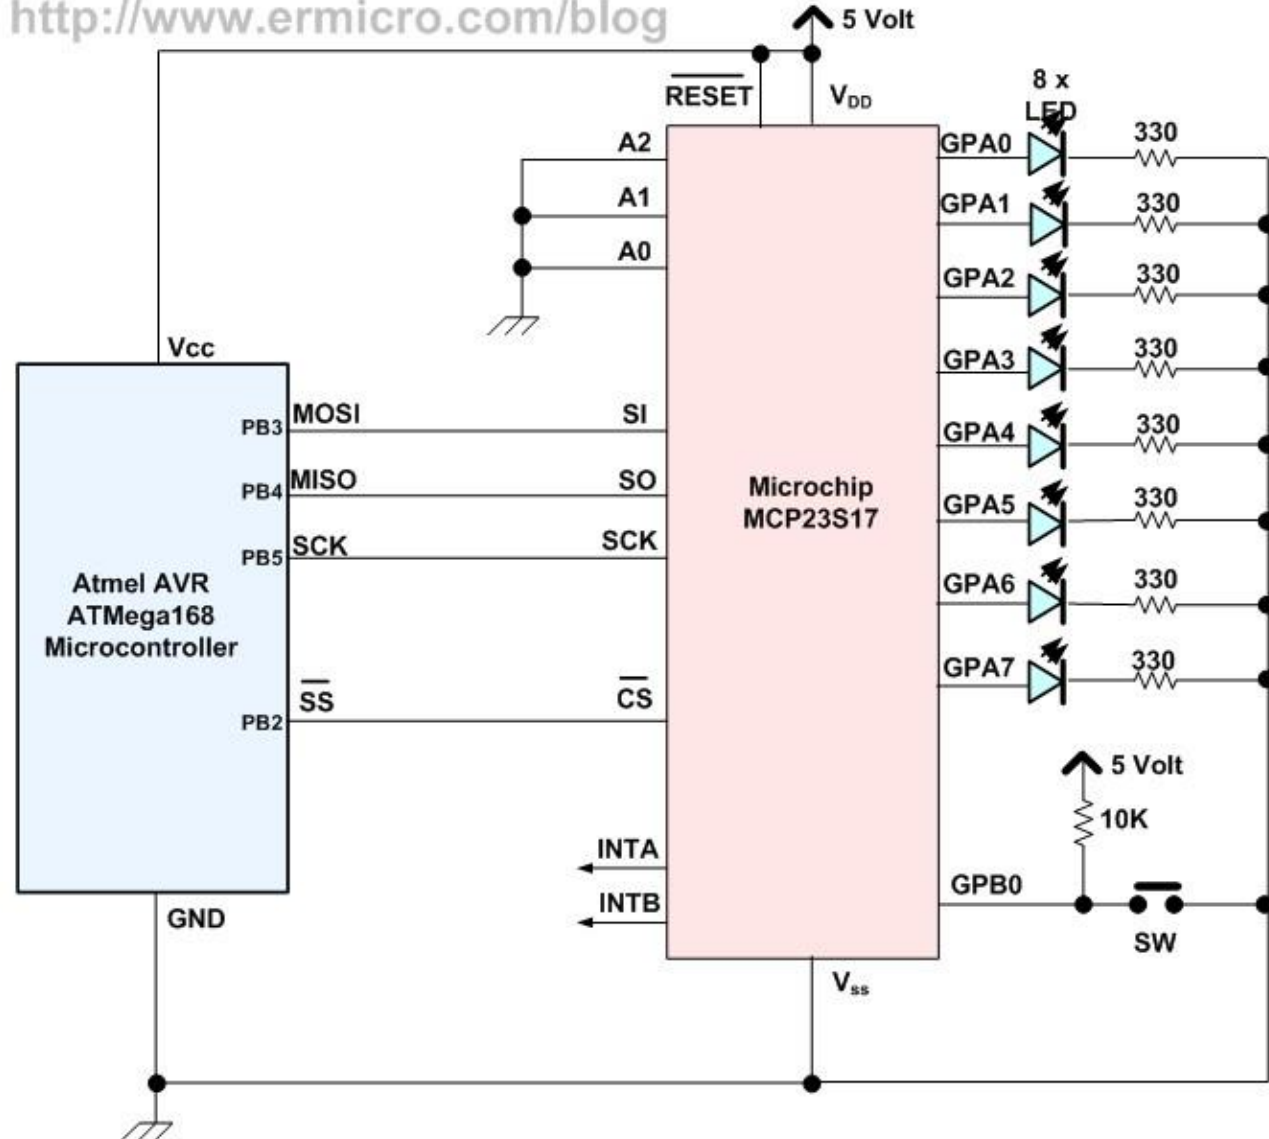 http://www.ermicro.com/blog
5 Volt
RESET
VDD
8 x
LED
A2
A1
A0
GPA0
330
GPA1
330
GPA2
330
GPA3
330
GPA4
330
GPA5
330
GPA6
330
GPA7
330
Vcc
PB3
MOSI
SI
PB4
MISO
SO
PB5
SCK
SCK
PB2
SS
CS
Atmel AVR
ATMega168
Microcontroller
Microchip
MCP23S17
5 Volt
10K
INTA
INTB
GPB0
SW
GND
Vss